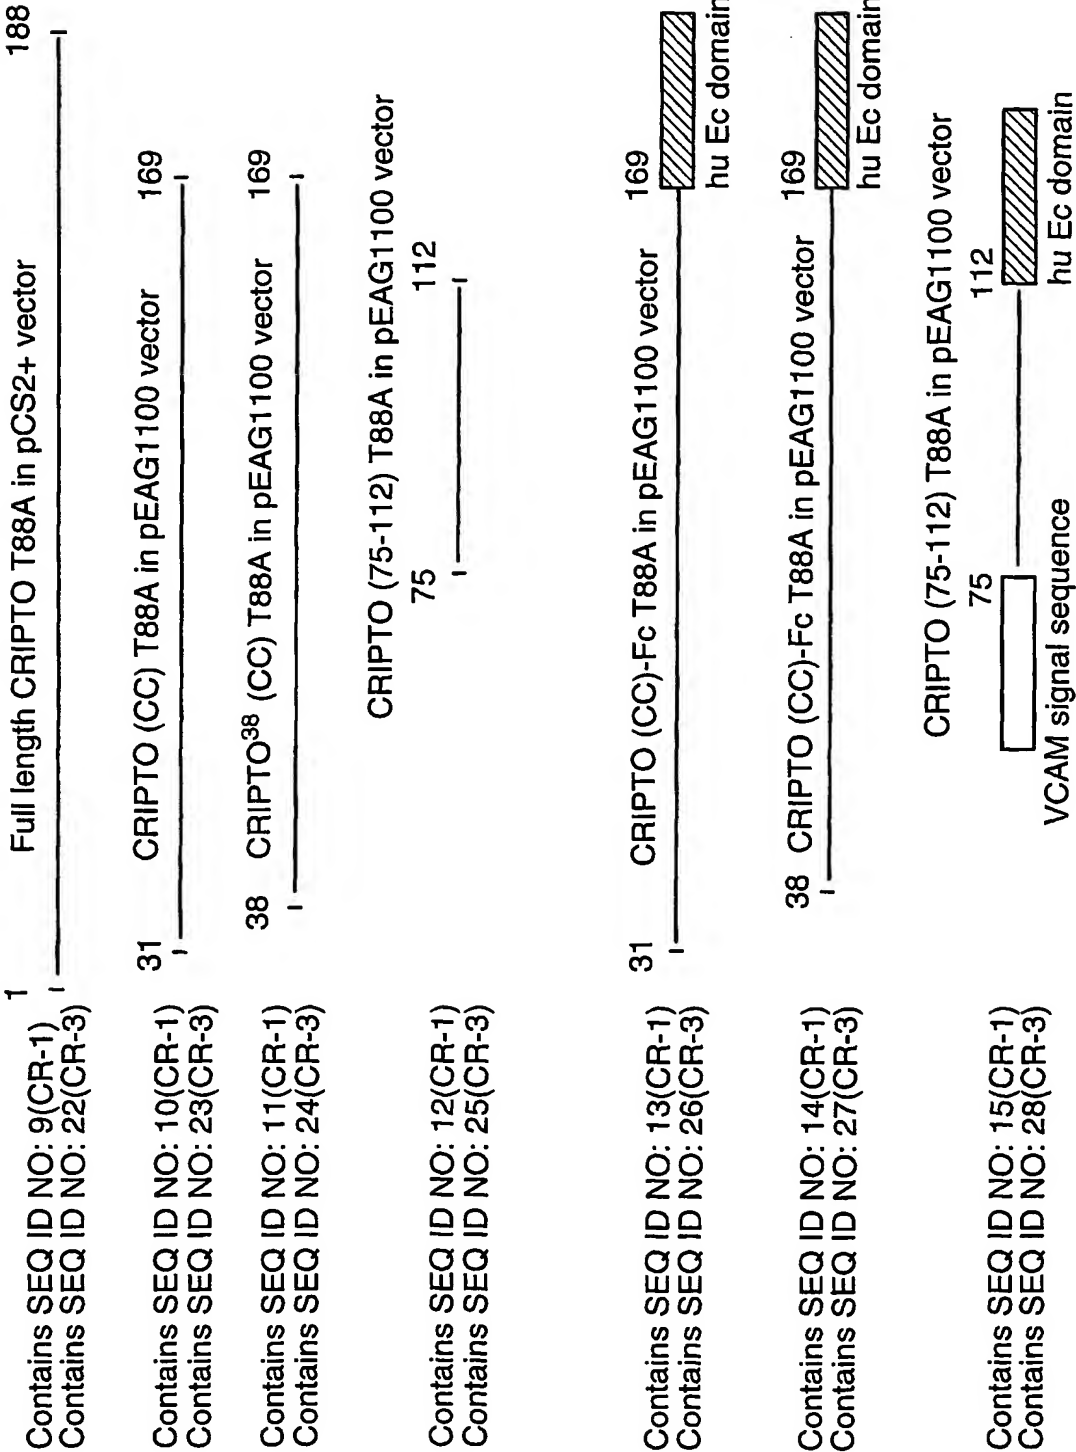 1
188
Full length CRIPTO T88A in pCS2+ vector
Contains SEQ ID NO: 9(CR-1)
Contains SEQ ID NO: 22(CR-3)
31
CRIPTO (CC) T88A in pEAG1100 vector
169
Contains SEQ ID NO: 10(CR-1)
Contains SEQ ID NO: 23(CR-3)
38
CRIPTO38 (CC) T88A in pEAG1100 vector
169
Contains SEQ ID NO: 11(CR-1)
Contains SEQ ID NO: 24(CR-3)
CRIPTO (75-112) T88A in pEAG1100 vector
75
112
Contains SEQ ID NO: 12(CR-1)
Contains SEQ ID NO: 25(CR-3)
31
CRIPTO (CC)-Fc T88A in pEAG1100 vector
169
hu Ec domain
Contains SEQ ID NO: 13(CR-1)
Contains SEQ ID NO: 26(CR-3)
38
CRIPTO (CC)-Fc T88A in pEAG1100 vector
169
hu Ec domain
Contains SEQ ID NO: 14(CR-1)
Contains SEQ ID NO: 27(CR-3)
CRIPTO (75-112) T88A in pEAG1100 vector
75
112
VCAM signal sequence
hu Ec domain
Contains SEQ ID NO: 15(CR-1)
Contains SEQ ID NO: 28(CR-3)